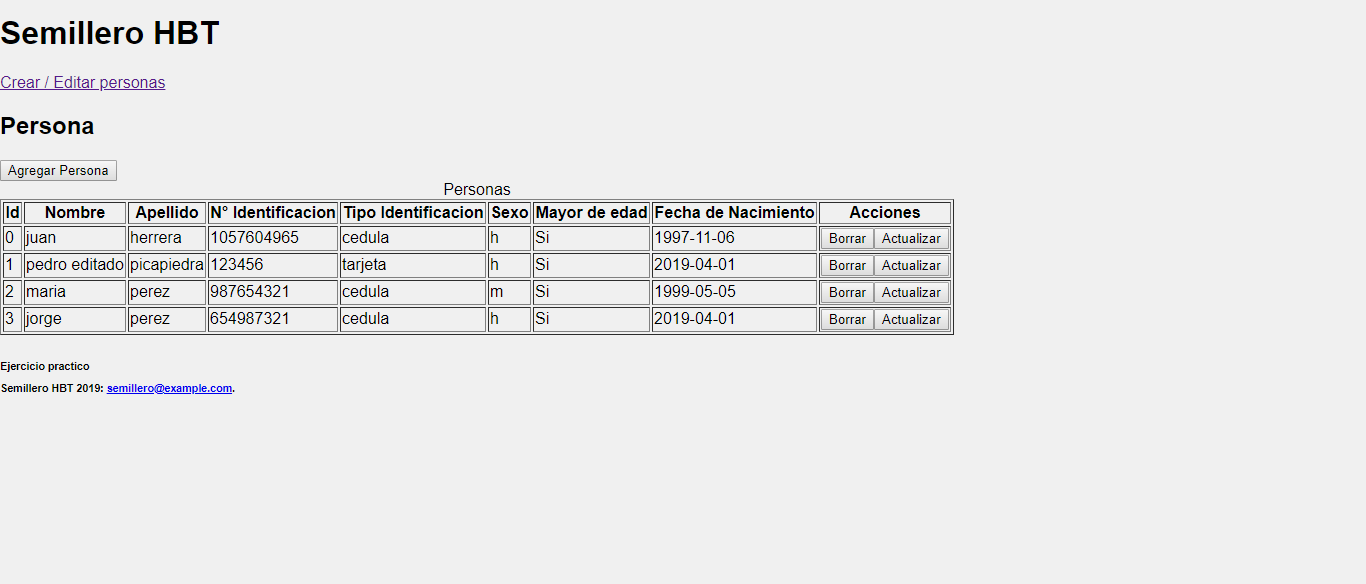 Semillero HBT
Crear / Editar personas
Persona
Agregar Persona
Personas
Id Nombre Apellido N° Identificacion Tipo Identificacion Sexo Mayor de edad Fecha de Nacimiento Acciones
0 juan herrera 1057604965 cedula h Si 1997-11-06 Borrar Actualizar
1 pedro editado picapiedra 123456 tarjeta h Si 2019-04-01 Borrar Actualizar
2 maria perez 987654321 cedula m Si 1999-05-05 Borrar Actualizar
3 jorge perez 654987321 cedula h Si 2019-04-01 Borrar Actualizar
Ejercicio practico
Semillero HBT 2019: semillero@example.com.